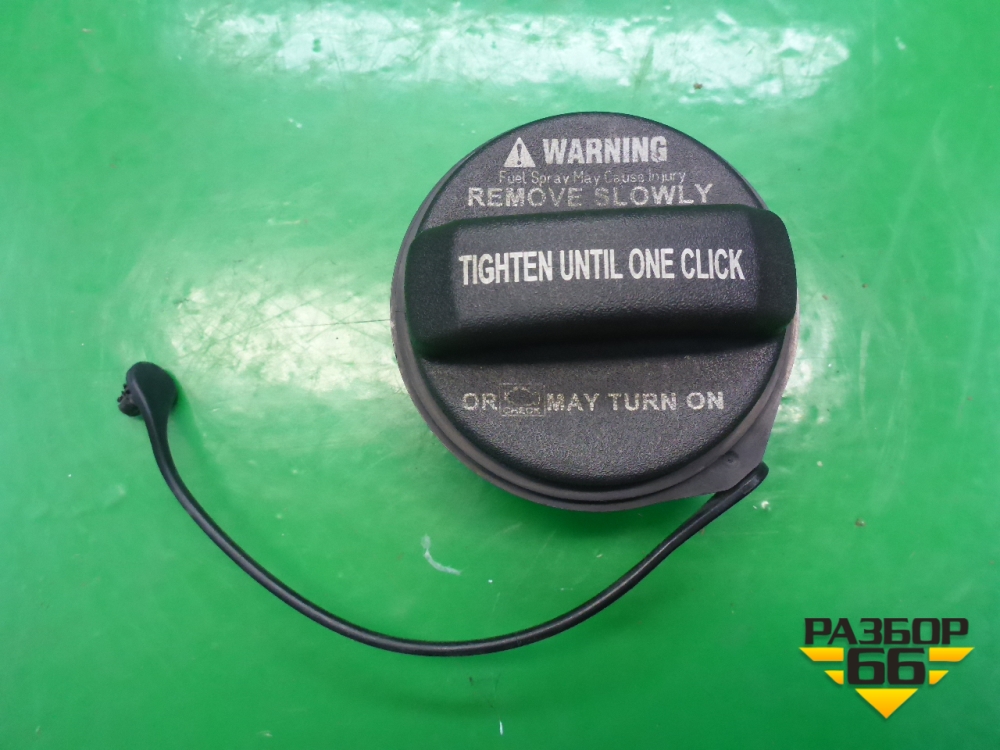 WARNING
Fuel Spray May Cause Injury
REMOVE SLOWLY
TIGHTEN UNTIL ONE CLICK
OR CHECK MAY TURN ON
РАЗБОР
66